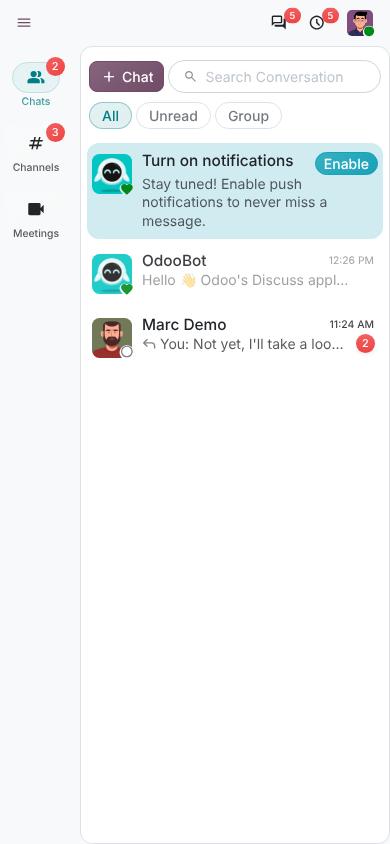 5
5
2
Chats
3
#
Channels
Meetings
+ Chat
Search Conversation
All
Unread
Group
Turn on notifications
Enable
Stay tuned! Enable push
notifications to never miss a
message.
OdooBot
12:26 PM
Hello 👋 Odoo's Discuss appl...
Marc Demo
11:24 AM
You: Not yet, I'll take a loo...
2